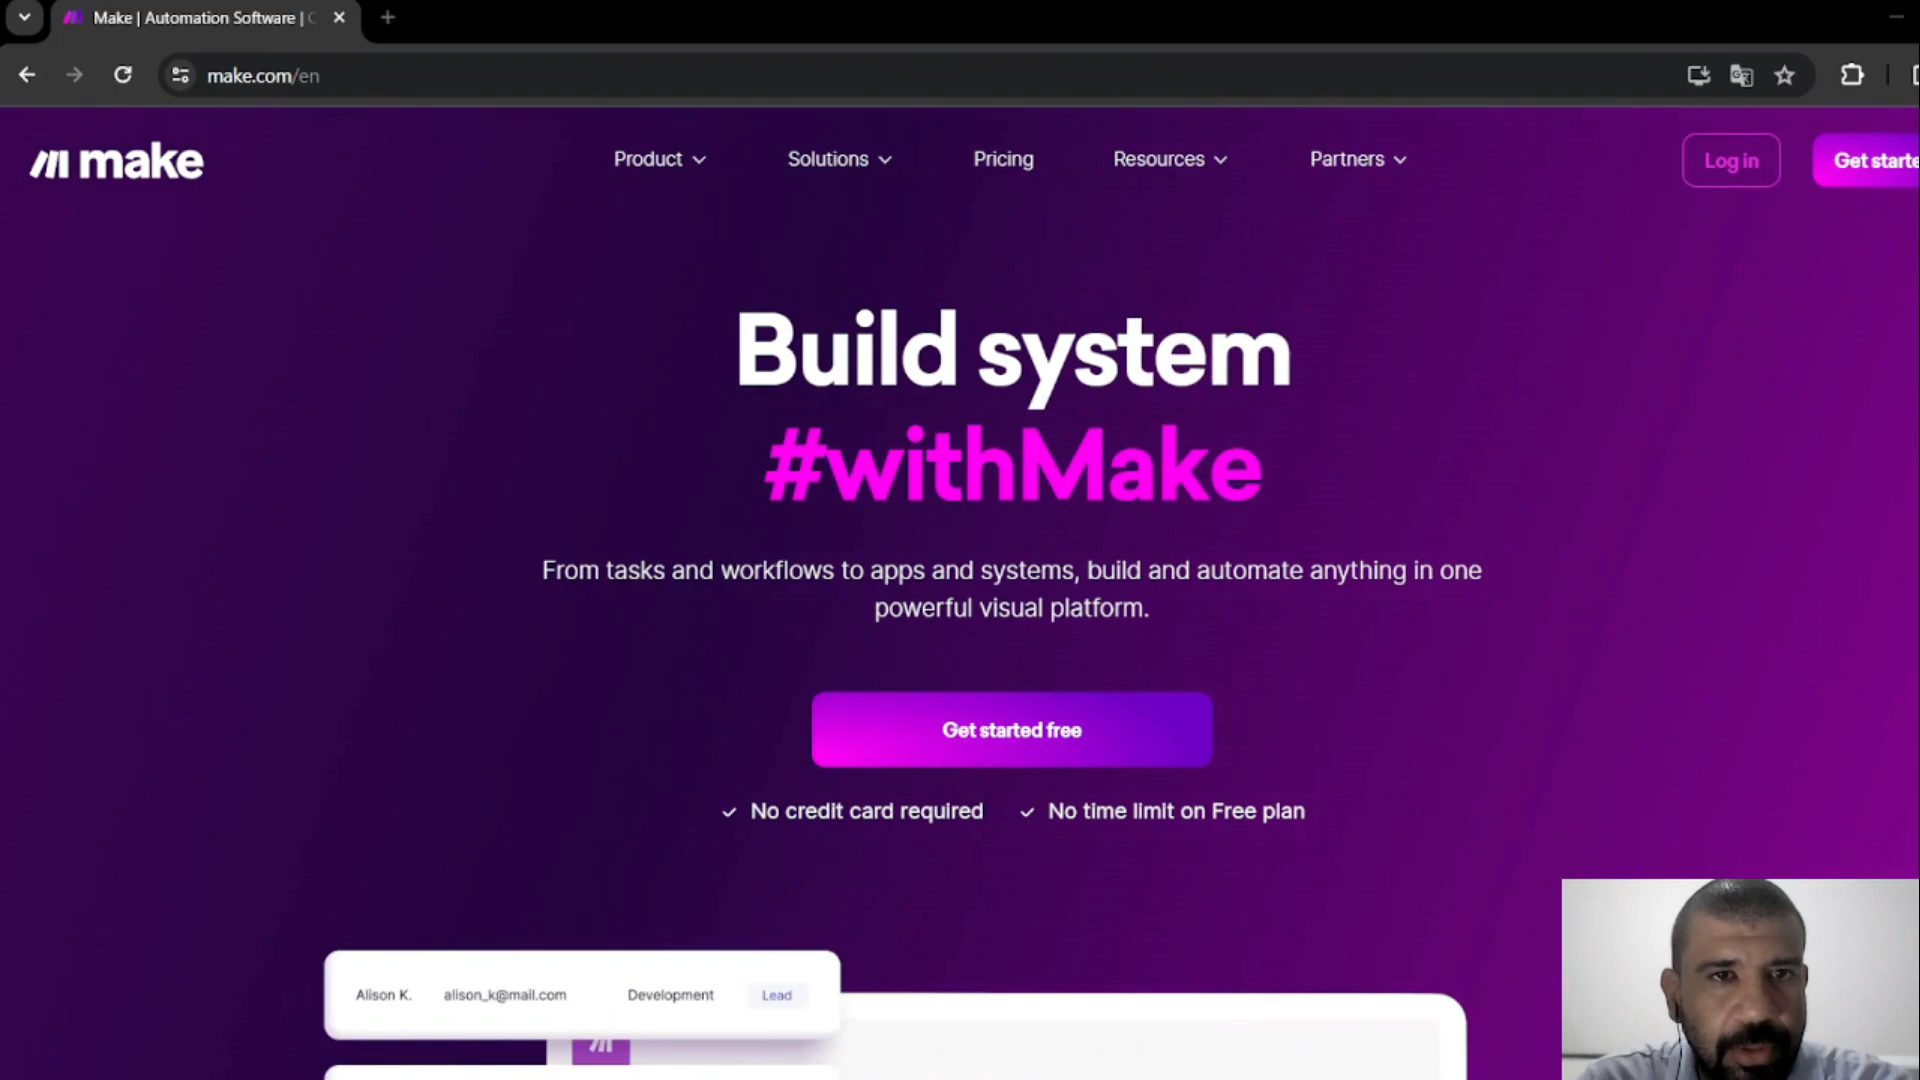 Make | Automation Software |
make.com/en
make
Product
Solutions
Pricing
Resources
Partners
Log in
Get starte
Build system
#withMake
From tasks and workflows to apps and systems, build and automate anything in one
powerful visual platform.
Get started free
No credit card required
No time limit on Free plan
Alison K. alison_k@mail.com Development Lead